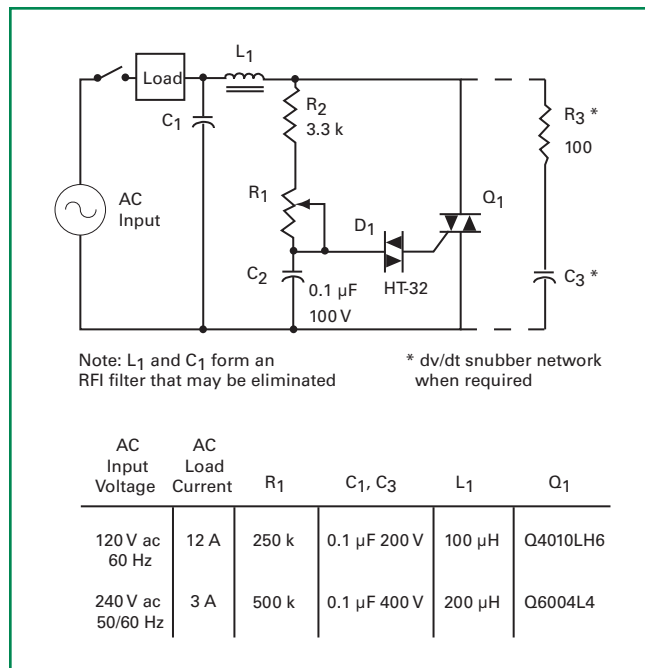 L1
Load
C1
R2
3.3 k
R3 *
100
AC
Input
R1
D1
Q1
C2
0.1 µF
100 V
HT-32
C3 *
Note: L1 and C1 form an
RFI filter that may be eliminated
* dv/dt snubber network
when required
AC
Input
Voltage
AC
Load
Current
R1
C1, C3
L1
Q1
120 V ac
60 Hz
12 A
250 k
0.1 µF 200 V
100 µH
Q4010LH6
240 V ac
50/60 Hz
3 A
500 k
0.1 µF 400 V
200 µH
Q6004L4